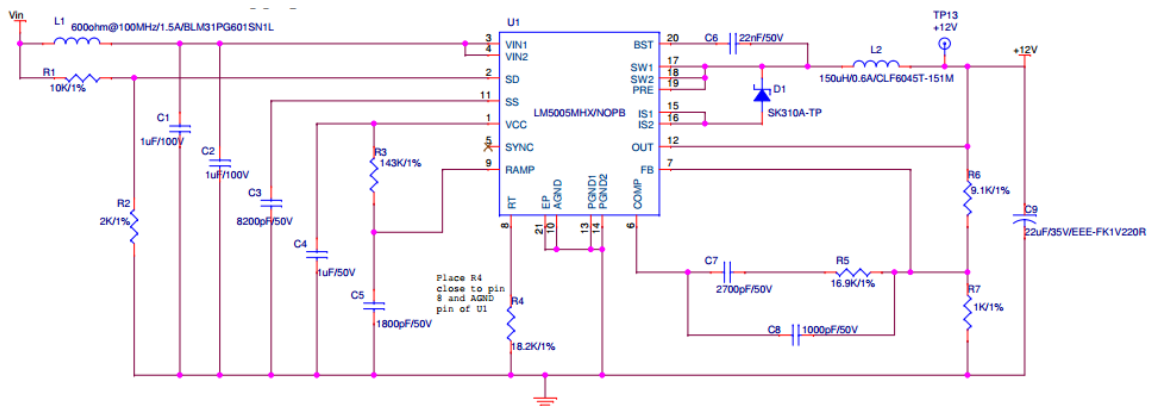 Vin
L1
600ohm@100MHz/1.5A/BLM31PG601SN1L
R1
10K/1%
C1
1uF/100V
C2
1uF/100V
R2
2K/1%
C3
8200pF/50V
C4
1uF/50V
R3
143K/1%
C5
1800pF/50V
Place R4
close to pin
8 and AGND
pin of U1
R4
18.2K/1%
U1
LM5005MHX/NOPB
3 VIN1
4 VIN2
2 SD
11 SS
1 VCC
5 SYNC
9 RAMP
RT 8
EP 21
AGND 10
PGND1 13
PGND2 14
COMP 6
BST 20
SW1 17
SW2 18
PRE 19
IS1 15
IS2 16
OUT 12
FB 7
C6 22nF/50V
D1
SK310A-TP
L2
150uH/0.6A/CLF6045T-151M
TP13
+12V
+12V
R6
9.1K/1%
C9
22uF/35V/EEE-FK1V220R
C7
2700pF/50V
R5
16.9K/1%
C8 1000pF/50V
R7
1K/1%